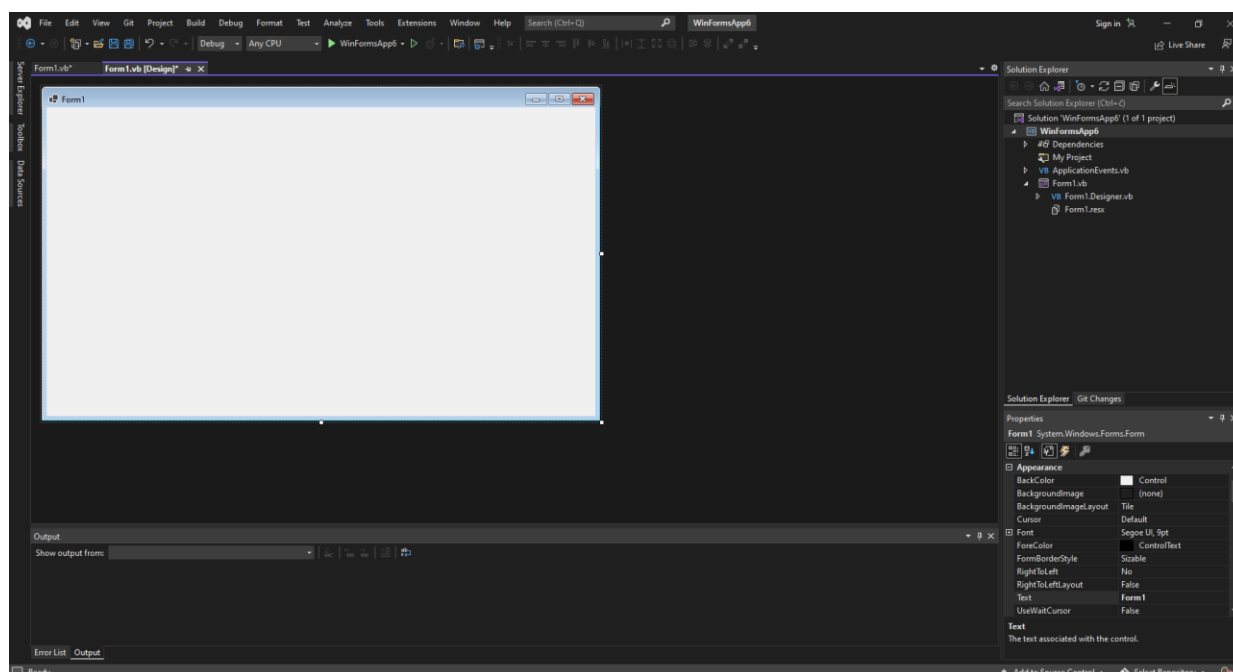 File Edit View Git Project Build Debug Format Test Analyze Tools Extensions Window Help Search (Ctrl+Q) WinFormsApp6 Sign in
Debug Any CPU WinFormsApp6 Live Share
Server Explorer
Toolbox
Data Sources
Form1.vb* Form1.vb [Design]*
Form1
Solution Explorer
Search Solution Explorer (Ctrl+č)
Solution 'WinFormsApp6' (1 of 1 project)
WinFormsApp6
Dependencies
My Project
VB ApplicationEvents.vb
Form1.vb
VB Form1.Designer.vb
Form1.resx
Solution Explorer Git Changes
Properties
Form1 System.Windows.Forms.Form
Appearance
BackColor Control
BackgroundImage (none)
BackgroundImageLayout Tile
Cursor Default
Font Segoe UI, 9pt
ForeColor ControlText
FormBorderStyle Sizable
RightToLeft No
RightToLeftLayout False
Text Form1
UseWaitCursor False
Text
The text associated with the control.
Output
Show output from:
Error List Output
Ready Add to Source Control Select Repository